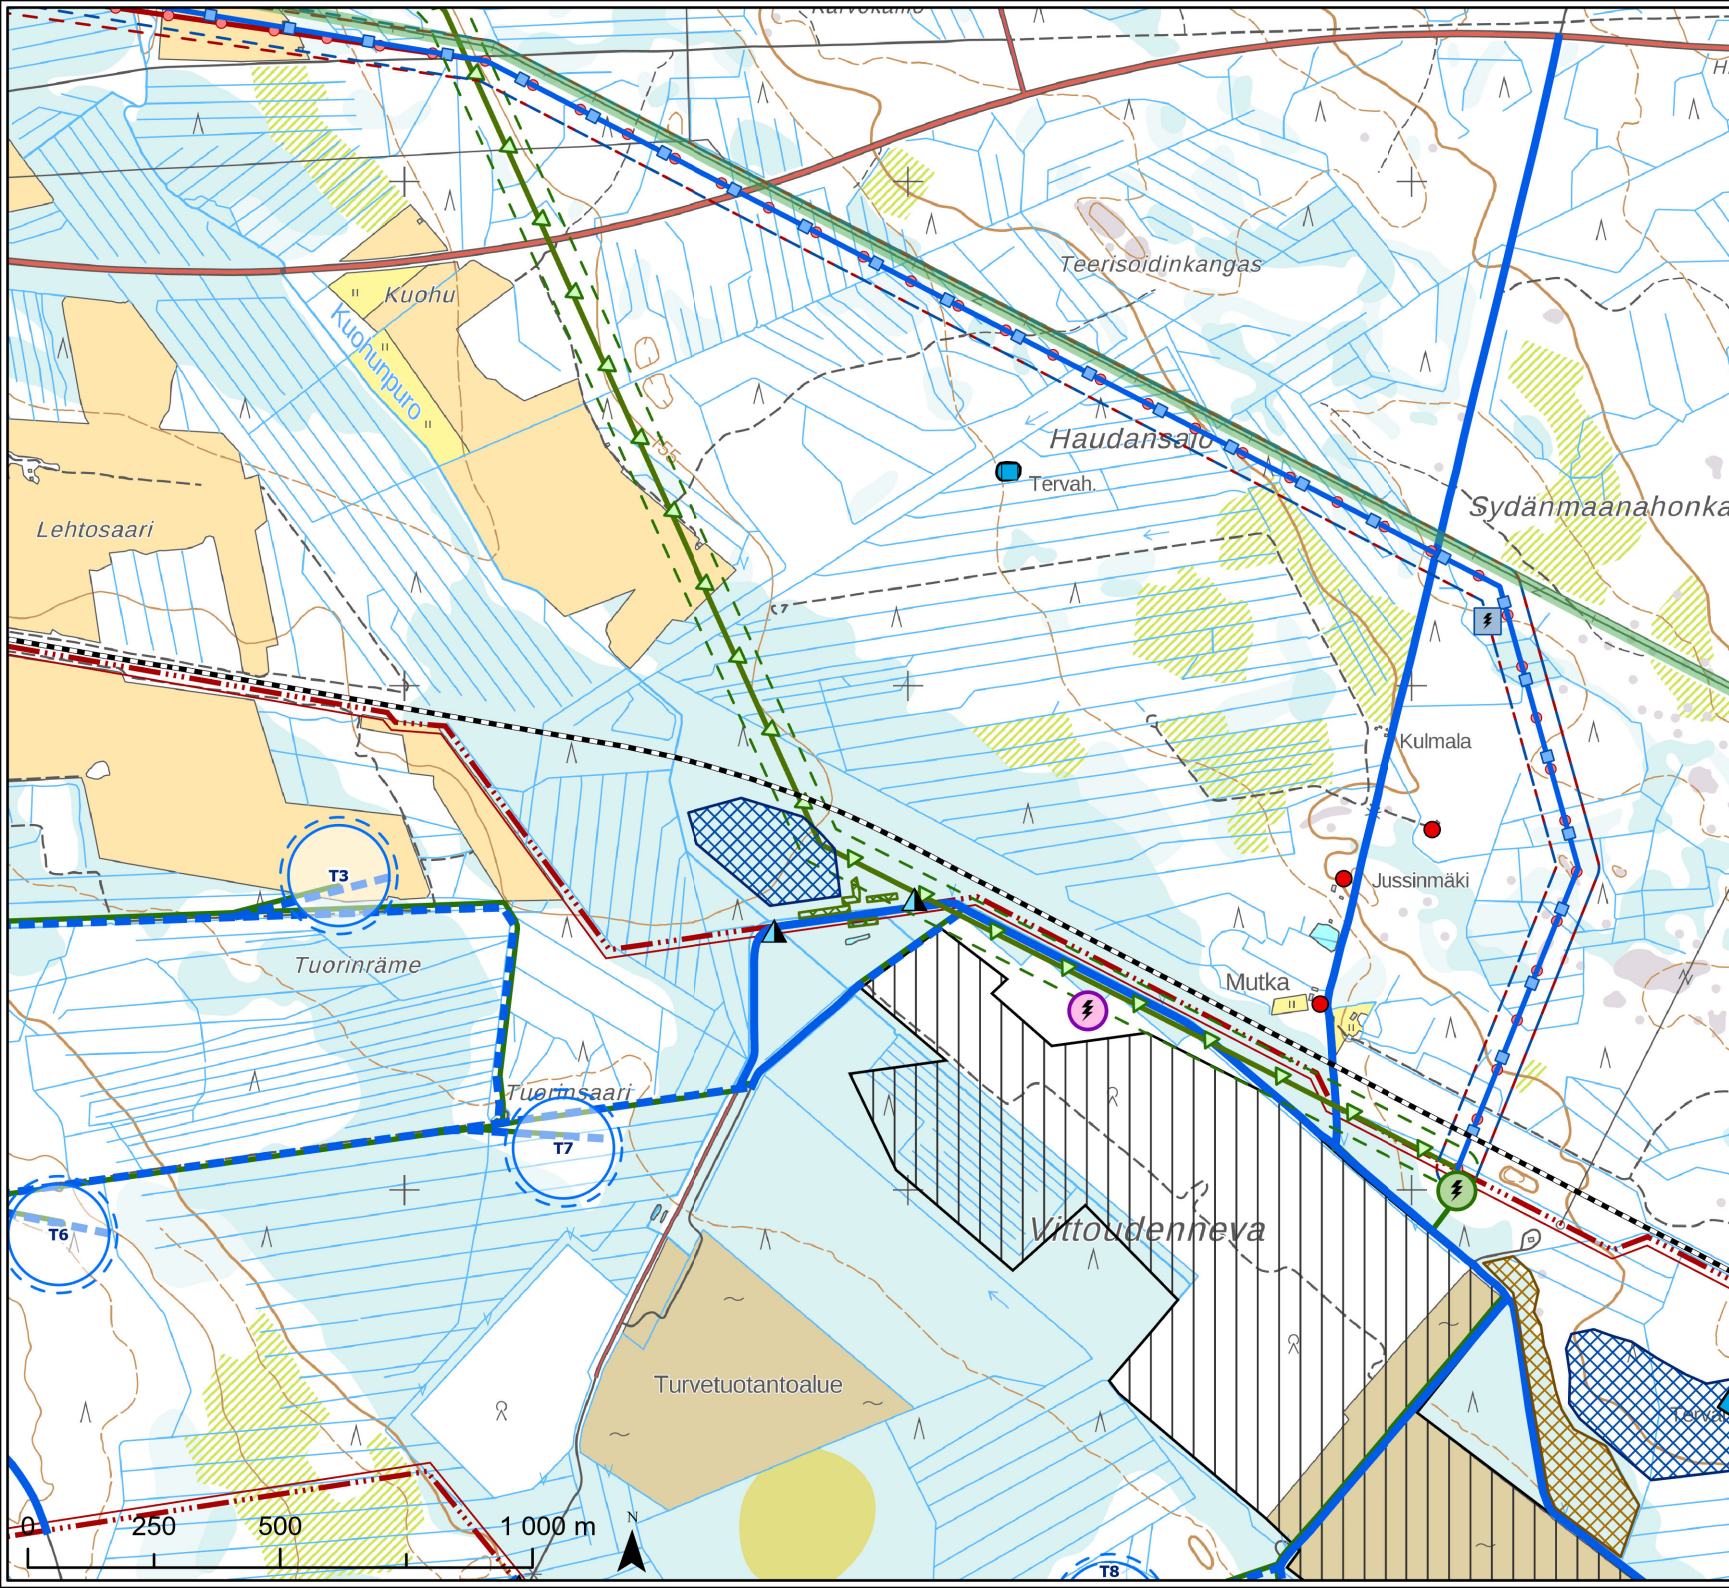 Teerisoidinkangas
Kuohu
Kuohunpuro
155
Haudansalo
Tervah.
Sydänmaanahonka
Lehtosaari
Kulmala
T3
Jussinmäki
Tuorinräme
Mutka
Tuorinsaari
T7
T6
Vittoudenneva
Turvetuotantoalue
0 250 500 1 000 m
N
T8